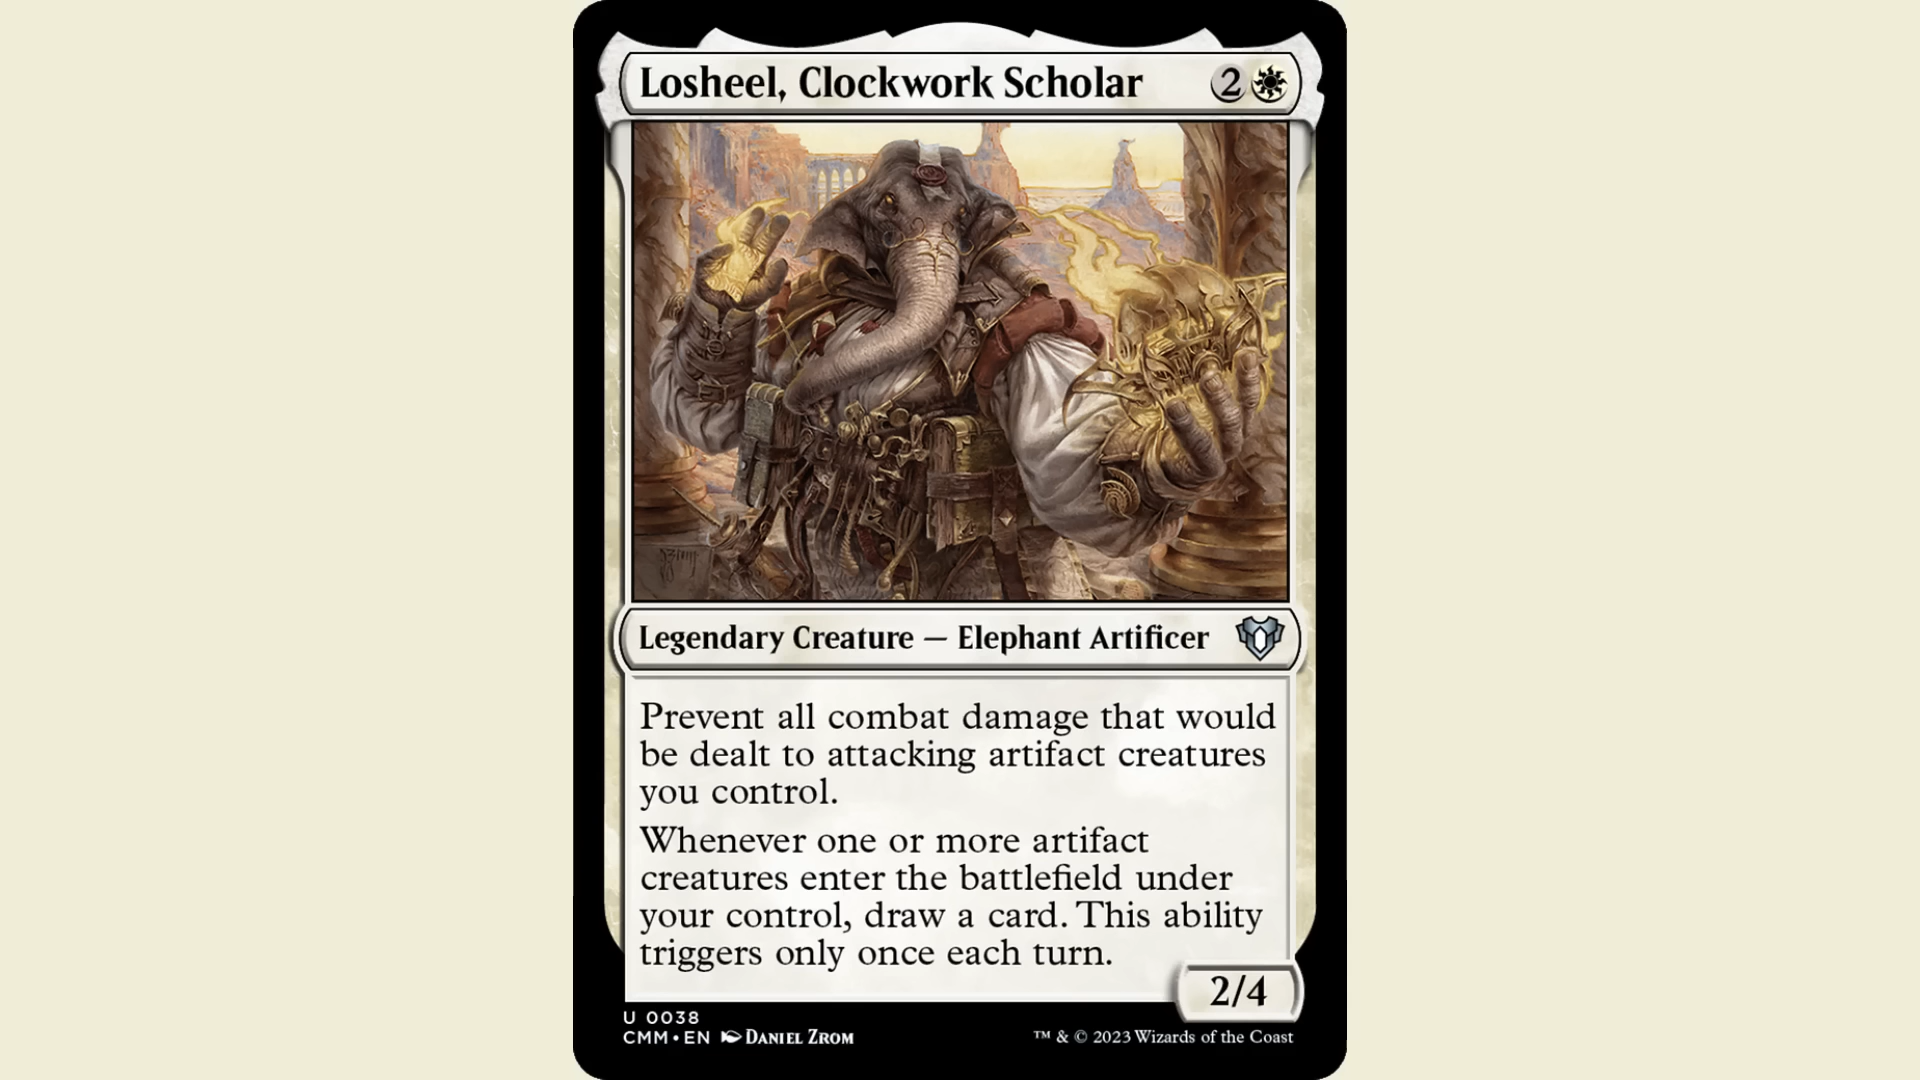 Losheel, Clockwork Scholar 2
Legendary Creature — Elephant Artificer
Prevent all combat damage that would
be dealt to attacking artifact creatures
you control.
Whenever one or more artifact
creatures enter the battlefield under
your control, draw a card. This ability
triggers only once each turn.
2/4
U 0038
CMM • EN Daniel Zrom
™ & © 2023 Wizards of the Coast